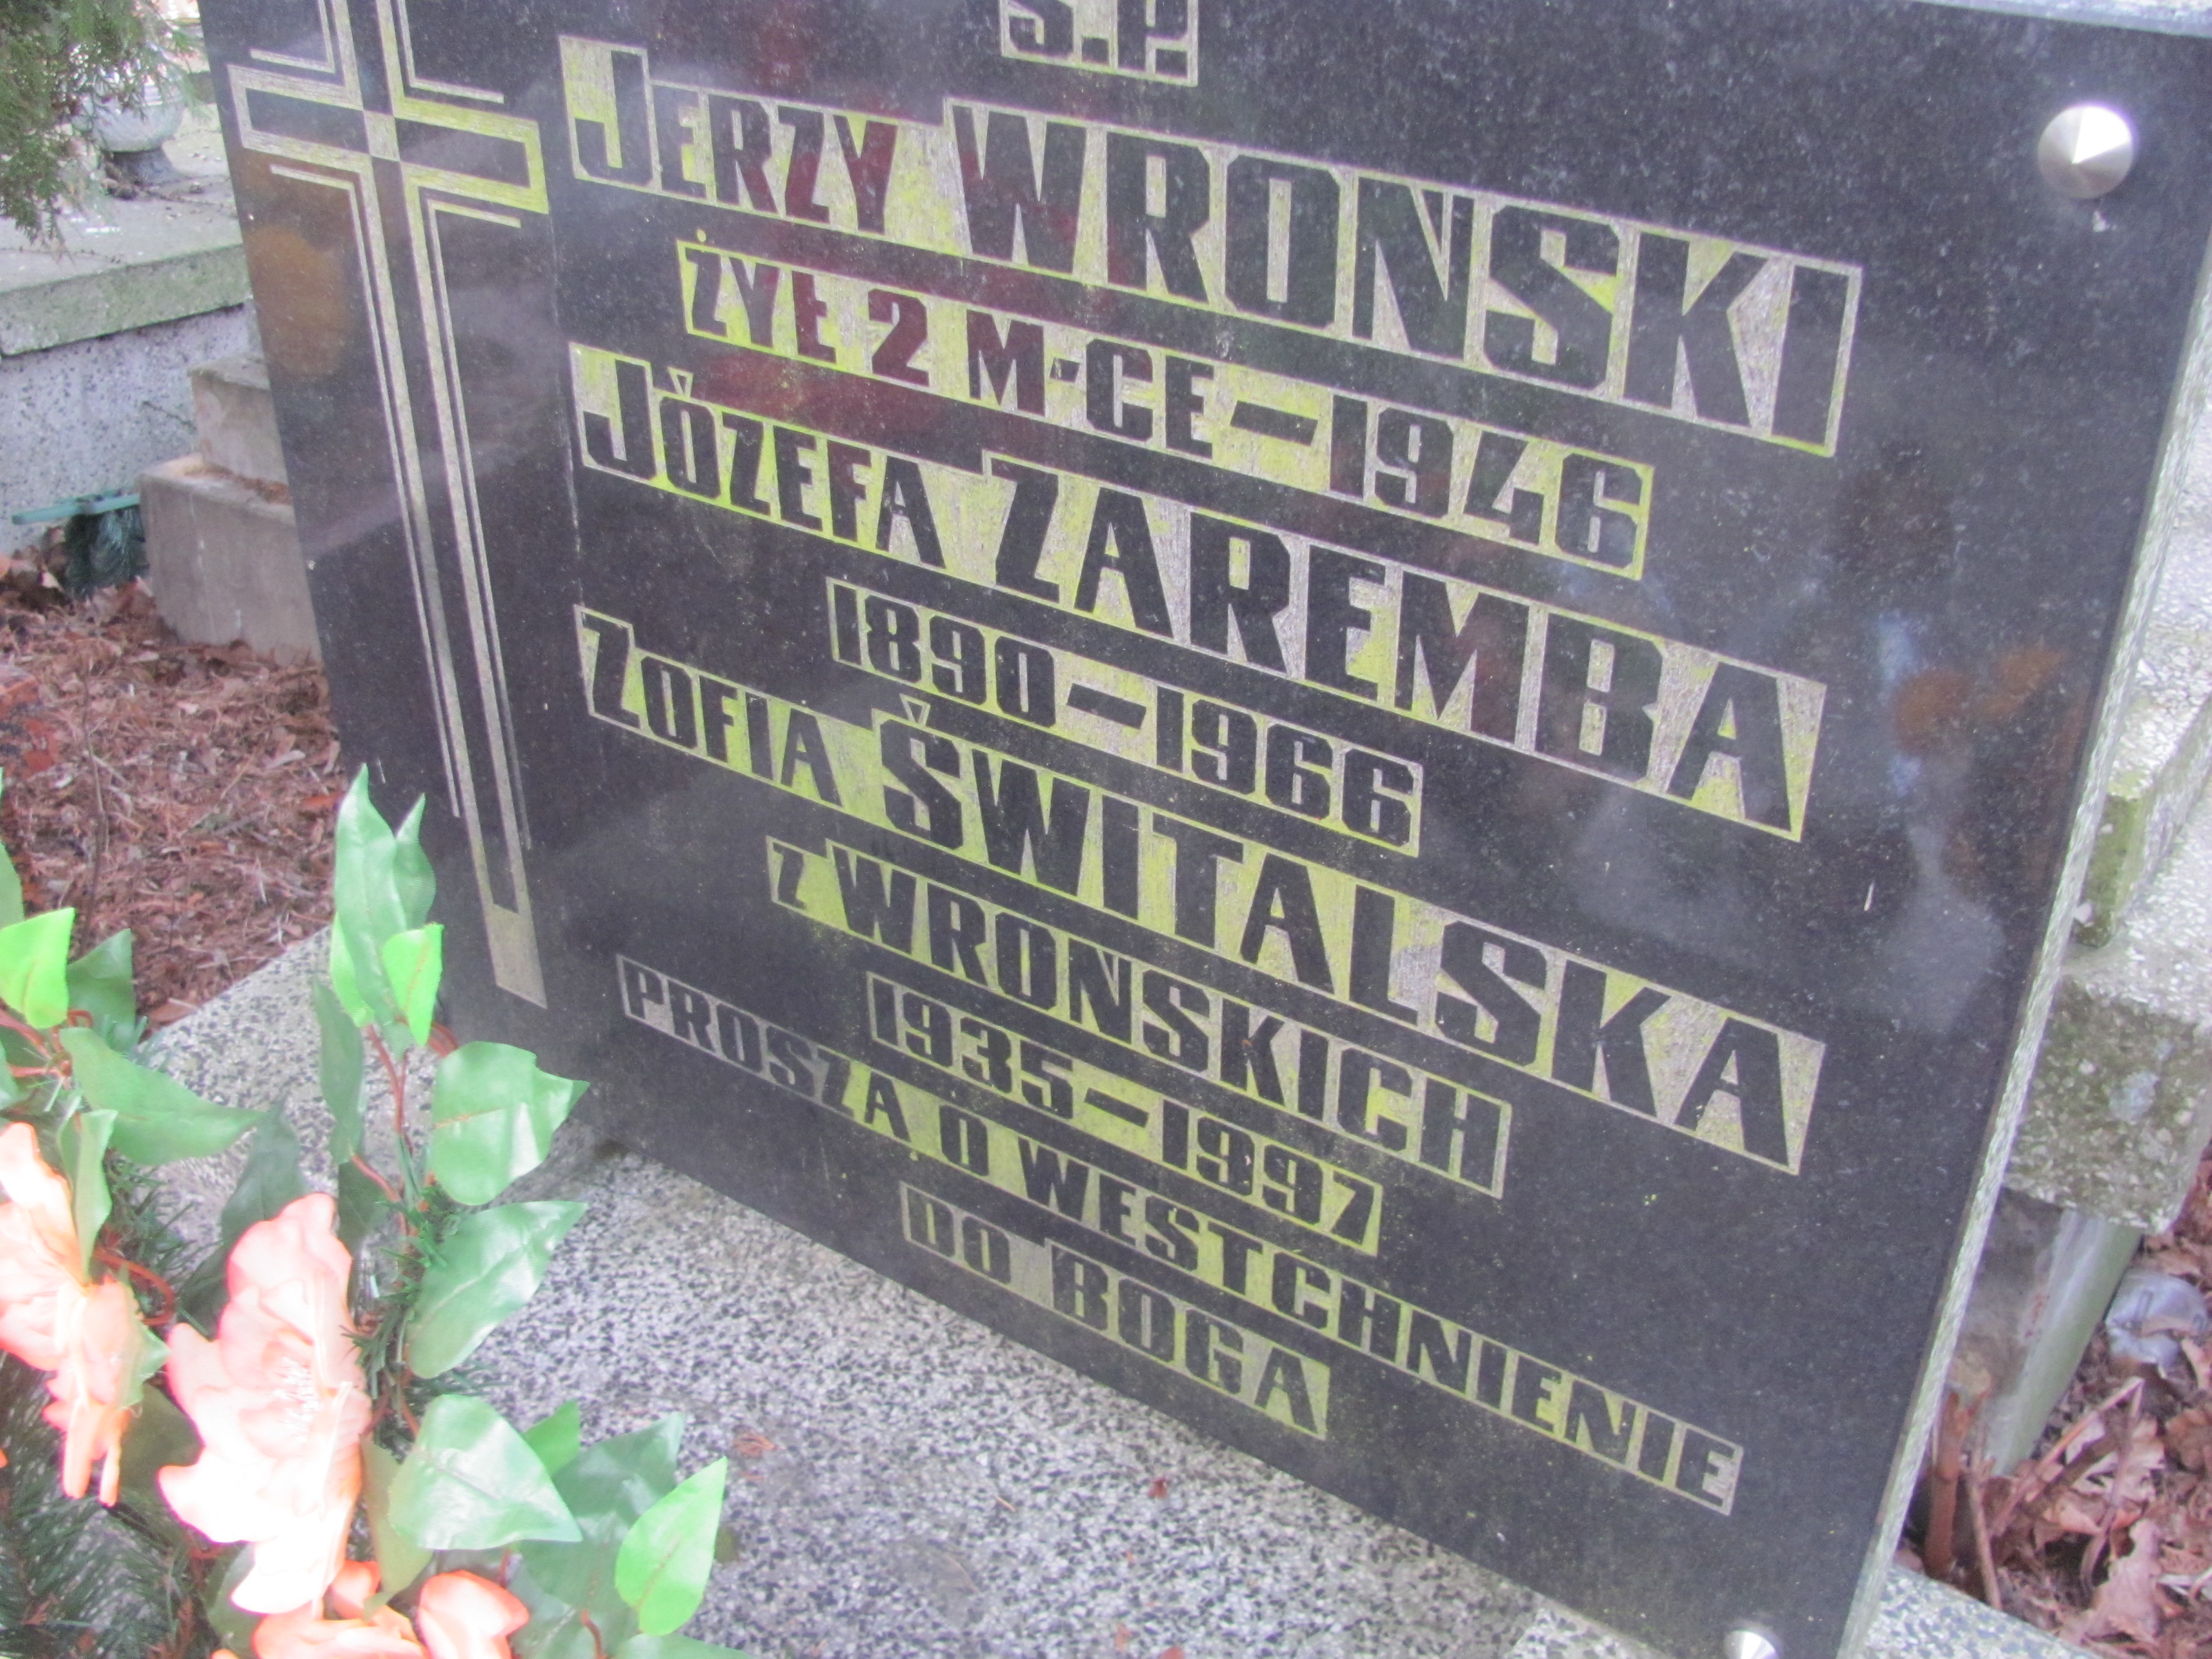 Ś.P.
JERZY WRONSKI
ŻYŁ 2 M-CE — 1946
JÓZEFA ZAREMBA
1890 — 1966
ZOFIA ŚWITALSKA
Z WRONSKICH
1935 — 1997
PROSZĄ O WESTCHNIENIE
DO BOGA